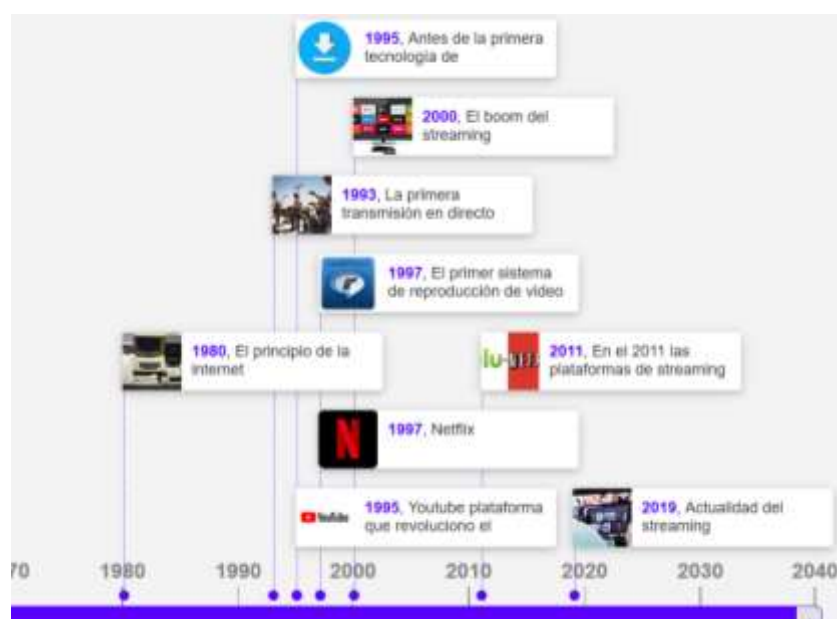 1995, Antes de la primera
tecnología de
2000, El boom del
streaming
1993, La primera
transmisión en directo
1997, El primer sistema
de reproducción de video
1980, El principio de la
internet
lu
2011, En el 2011 las
plataformas de streaming
N
1997, Netflix
YouTube
1995, Youtube plataforma
que revoluciono el
2019, Actualidad del
streaming
70 1980 1990 2000 2010 2020 2030 2040